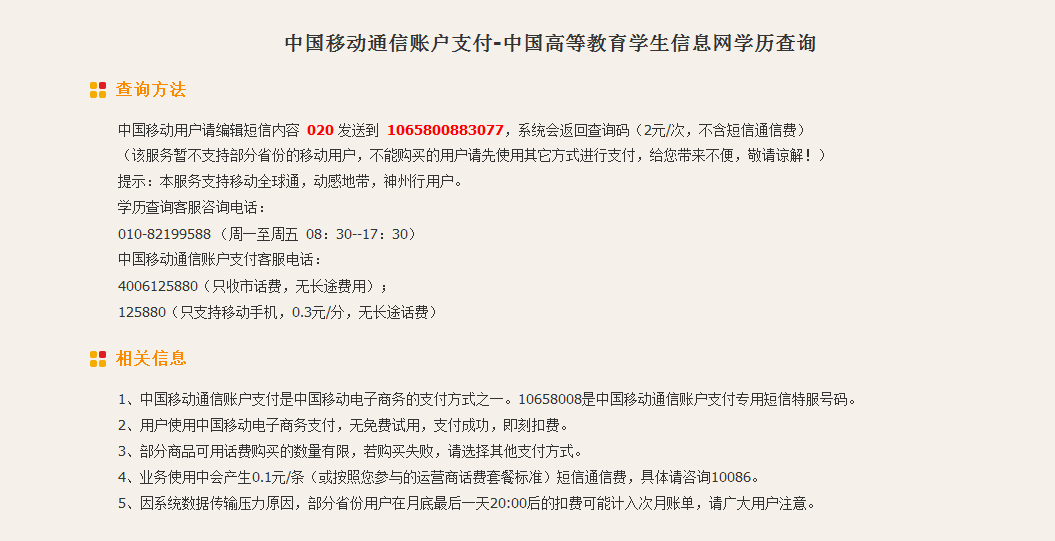 中国移动通信账户支付-中国高等教育学生信息网学历查询
查询方法
中国移动用户请编辑短信内容 020 发送到 1065800883077，系统会返回查询码（2元/次，不含短信通信费）
（该服务暂不支持部分省份的移动用户，不能购买的用户请先使用其它方式进行支付，给您带来不便，敬请谅解！）
提示：本服务支持移动全球通，动感地带，神州行用户。
学历查询客服咨询电话：
010-82199588 （周一至周五 08：30--17：30）
中国移动通信账户支付客服电话：
4006125880（只收市话费，无长途费用）；
125880（只支持移动手机，0.3元/分，无长途话费）
相关信息
1、中国移动通信账户支付是中国移动电子商务的支付方式之一。10658008是中国移动通信账户支付专用短信特服号码。
2、用户使用中国移动电子商务支付，无免费试用，支付成功，即刻扣费。
3、部分商品可用话费购买的数量有限，若购买失败，请选择其他支付方式。
4、业务使用中会产生0.1元/条（或按照您参与的运营商话费套餐标准）短信通信费，具体请咨询10086。
5、因系统数据传输压力原因，部分省份用户在月底最后一天20:00后的扣费可能计入次月账单，请广大用户注意。